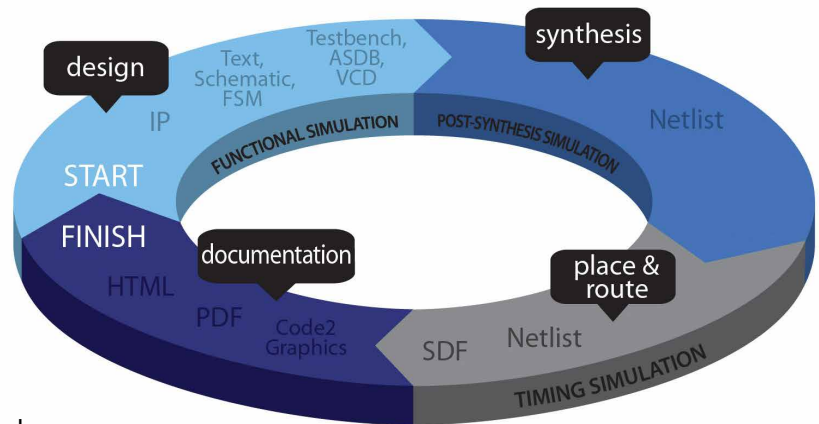 design
Text,
Schematic,
FSM
Testbench,
ASDB,
VCD
synthesis
IP
Netlist
START
FUNCTIONAL SIMULATION
POST-SYNTHESIS SIMULATION
FINISH
documentation
place &
route
HTML
PDF
Code2
Graphics
SDF
Netlist
TIMING SIMULATION